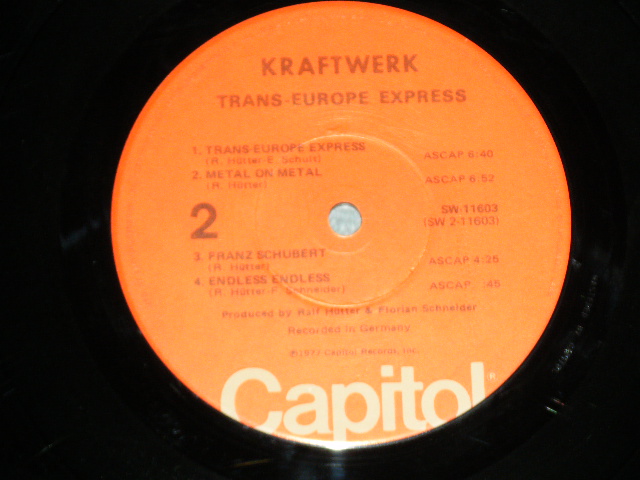 KRAFTWERK
TRANS-EUROPE EXPRESS
1. TRANS-EUROPE EXPRESS ASCAP 6:40
(R. Hütter-E. Schult)
2. METAL ON METAL ASCAP 6:52
(R. Hütter)
2
SW-11603
(SW 2-11603)
3. FRANZ SCHUBERT ASCAP 4:25
(R. Hütter)
4. ENDLESS ENDLESS ASCAP :45
(R. Hütter-F. Schneider)
Produced by Ralf Hütter & Florian Schneider
Recorded in Germany
℗1977 Capitol Records, Inc.
Capitol®